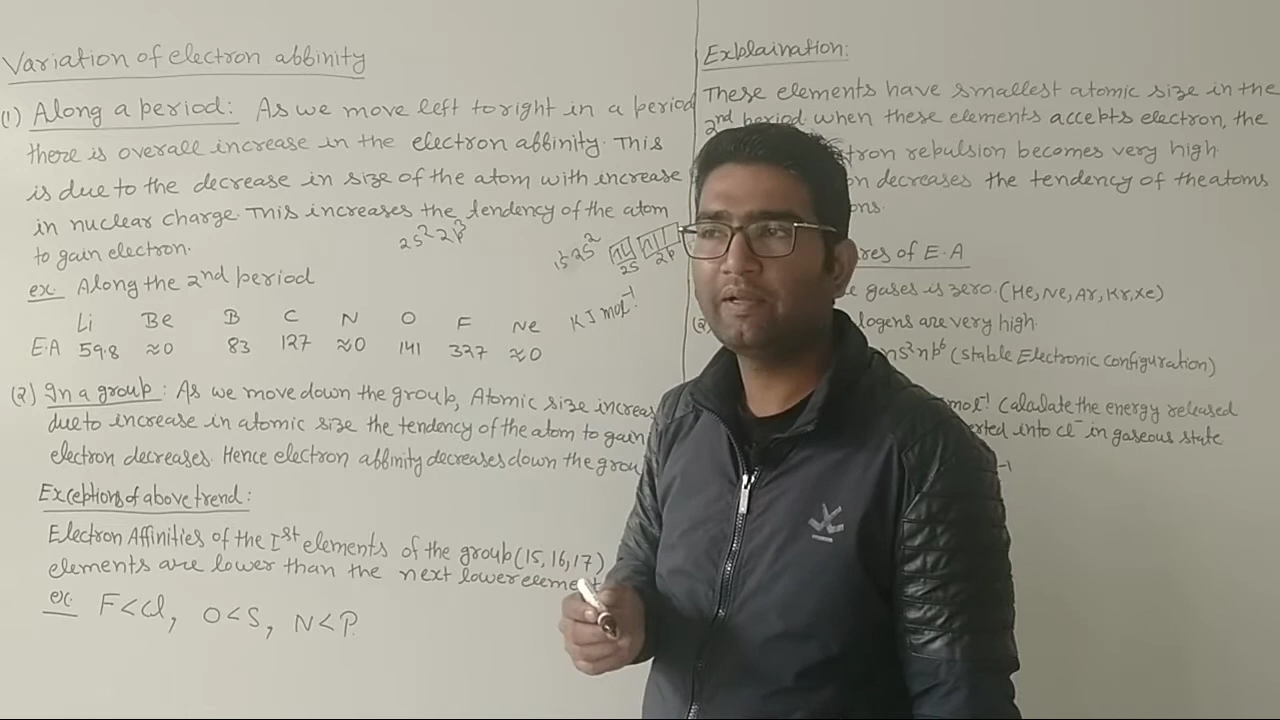 Variation of electron affinity
(1) Along a period: As we move left to right in a period
there is overall increase in the electron affinity. This
is due to the decrease in size of the atom with increase
in nuclear charge. This increases the tendency of the atom
to gain electron.
2s² 2p³
1s² 2s²
2s 2p
ex. Along the 2nd period
Li Be B C N O F Ne KJ mol⁻¹
E.A 59.8 ≈0 83 127 ≈0 141 327 ≈0
(2) In a group: As we move down the group, Atomic size increas
due to increase in atomic size the tendency of the atom to gain
electron decreases. Hence electron affinity decreases down the grou
Exceptions of above trend:
Electron Affinities of the Ist elements of the group (15, 16, 17)
elements are lower than the next lower element
ex. F<Cl, O<S, N<P.
Explaination:
These elements have smallest atomic size in the
2nd period when these elements accepts electron, the
tron repulsion becomes very high.
on decreases the tendency of the atoms
ons.
res of E.A
gases is zero. (He, Ne, Ar, Kr, Xe)
(2) logens are very high.
ns²np⁶ (stable Electronic configuration)
mol⁻¹ Calculate the energy released
erted into Cl⁻ in gaseous state
-1